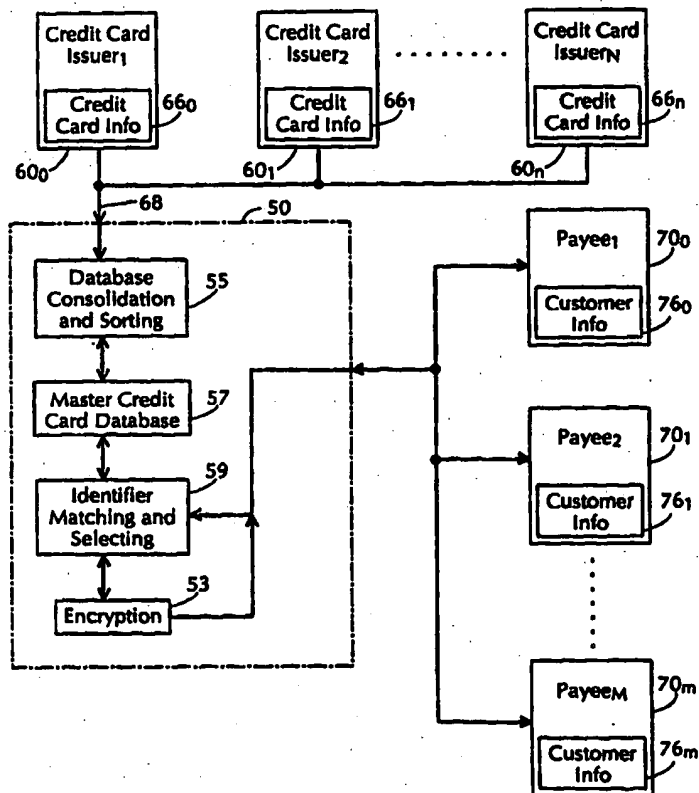 Credit Card
Issuer₁
Credit
Card Info
66₀
60₀
Credit Card
Issuer₂
Credit
Card Info
66₁
60₁
Credit Card
Issuer_N
Credit
Card Info
66ₙ
60ₙ
68
50
Database
Consolidation
and Sorting
55
Master Credit
Card Database
57
59
Identifier
Matching and
Selecting
53
Encryption
Payee₁
70₀
Customer
Info
76₀
Payee₂
70₁
Customer
Info
76₁
Payee_M
70ₘ
Customer
Info
76ₘ